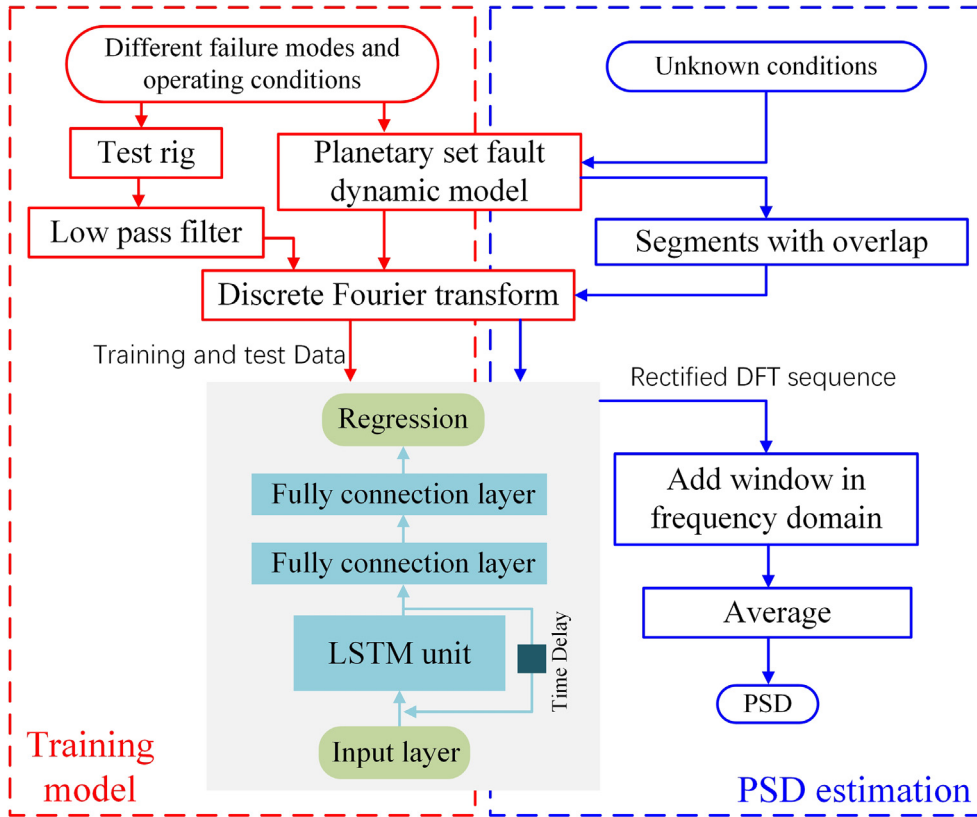 Different failure modes and
operating conditions
Unknown conditions
Test rig
Planetary set fault
dynamic model
Low pass filter
Segments with overlap
Discrete Fourier transform
Training and test Data
Rectified DFT sequence
Regression
Fully connection layer
Fully connection layer
LSTM unit
Time Delay
Input layer
Add window in
frequency domain
Average
PSD
Training
model
PSD estimation